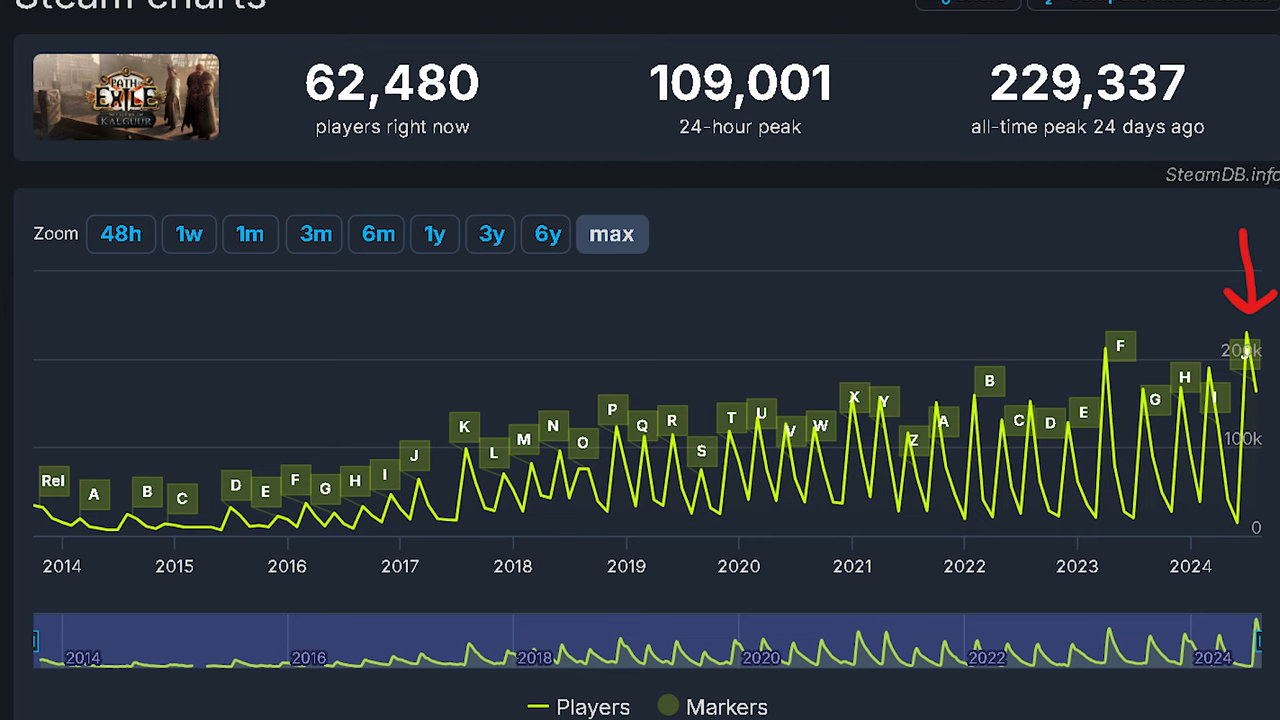 Steam charts
PATH OF EXILE
KALGUUR
62,480
players right now
109,001
24-hour peak
229,337
all-time peak 24 days ago
SteamDB.info
Zoom 48h 1w 1m 3m 6m 1y 3y 6y max
200k
100k
0
Rel A B C D E F G H I J K L M N O P Q R S T U V W X Y Z A B C D E F G H I J
2014 2015 2016 2017 2018 2019 2020 2021 2022 2023 2024
2014 2016 2018 2020 2022 2024
Players Markers